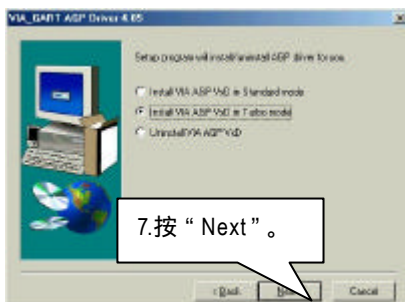 VIA_GART AGP Driver 4.05
Setup program will install/uninstall AGP driver for you.
Install VIA AGP VxD in Standard mode
Install VIA AGP VxD in Turbo mode
Uninstall VIA AGP VxD
7.按“Next”。
< Back
Cancel